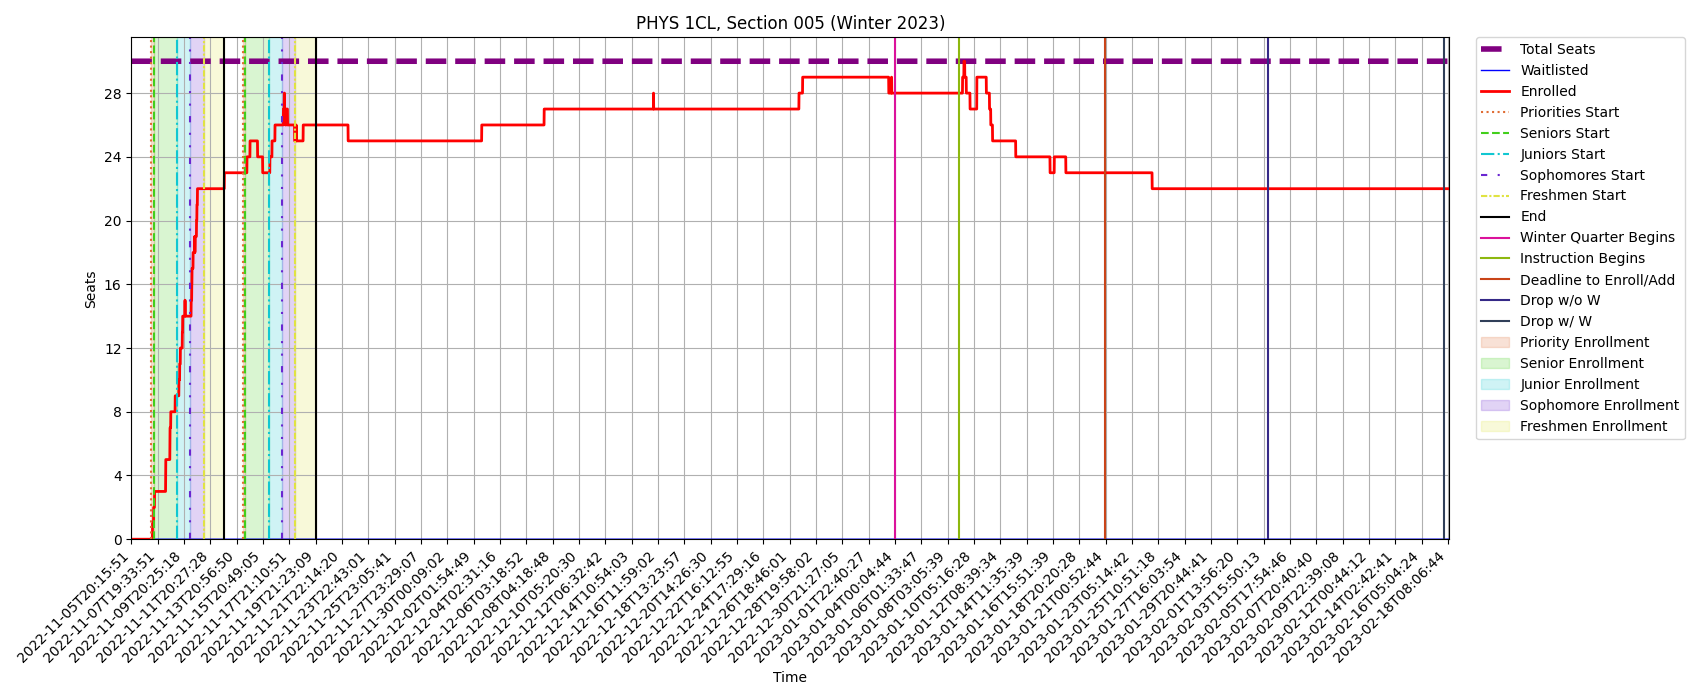 PHYS 1CL, Section 005 (Winter 2023)
Seats
28
24
20
16
12
8
4
0
2022-11-05T20:15:51
2022-11-07T19:33:51
2022-11-09T20:25:18
2022-11-11T20:27:28
2022-11-13T20:56:50
2022-11-15T20:49:05
2022-11-17T21:10:51
2022-11-19T21:23:09
2022-11-21T22:14:20
2022-11-23T22:43:01
2022-11-25T23:05:41
2022-11-27T23:29:07
2022-11-30T00:09:02
2022-12-02T01:54:49
2022-12-04T02:31:16
2022-12-06T03:18:52
2022-12-08T04:18:48
2022-12-10T05:20:30
2022-12-12T06:32:42
2022-12-14T10:54:03
2022-12-16T11:59:02
2022-12-18T13:23:57
2022-12-20T14:26:30
2022-12-22T16:12:55
2022-12-24T17:29:16
2022-12-26T18:46:01
2022-12-28T19:58:02
2022-12-30T21:27:05
2023-01-01T22:40:27
2023-01-04T00:04:44
2023-01-06T01:33:47
2023-01-08T03:05:39
2023-01-10T05:16:28
2023-01-12T08:39:34
2023-01-14T11:35:39
2023-01-16T15:51:39
2023-01-18T20:20:28
2023-01-21T00:52:44
2023-01-23T05:14:42
2023-01-25T10:51:18
2023-01-27T16:03:54
2023-01-29T20:44:41
2023-02-01T13:56:20
2023-02-03T15:50:13
2023-02-05T17:54:46
2023-02-07T20:40:40
2023-02-09T22:39:08
2023-02-12T00:44:12
2023-02-14T02:42:41
2023-02-16T05:04:24
2023-02-18T08:06:44
Time
Total Seats
Waitlisted
Enrolled
Priorities Start
Seniors Start
Juniors Start
Sophomores Start
Freshmen Start
End
Winter Quarter Begins
Instruction Begins
Deadline to Enroll/Add
Drop w/o W
Drop w/ W
Priority Enrollment
Senior Enrollment
Junior Enrollment
Sophomore Enrollment
Freshmen Enrollment